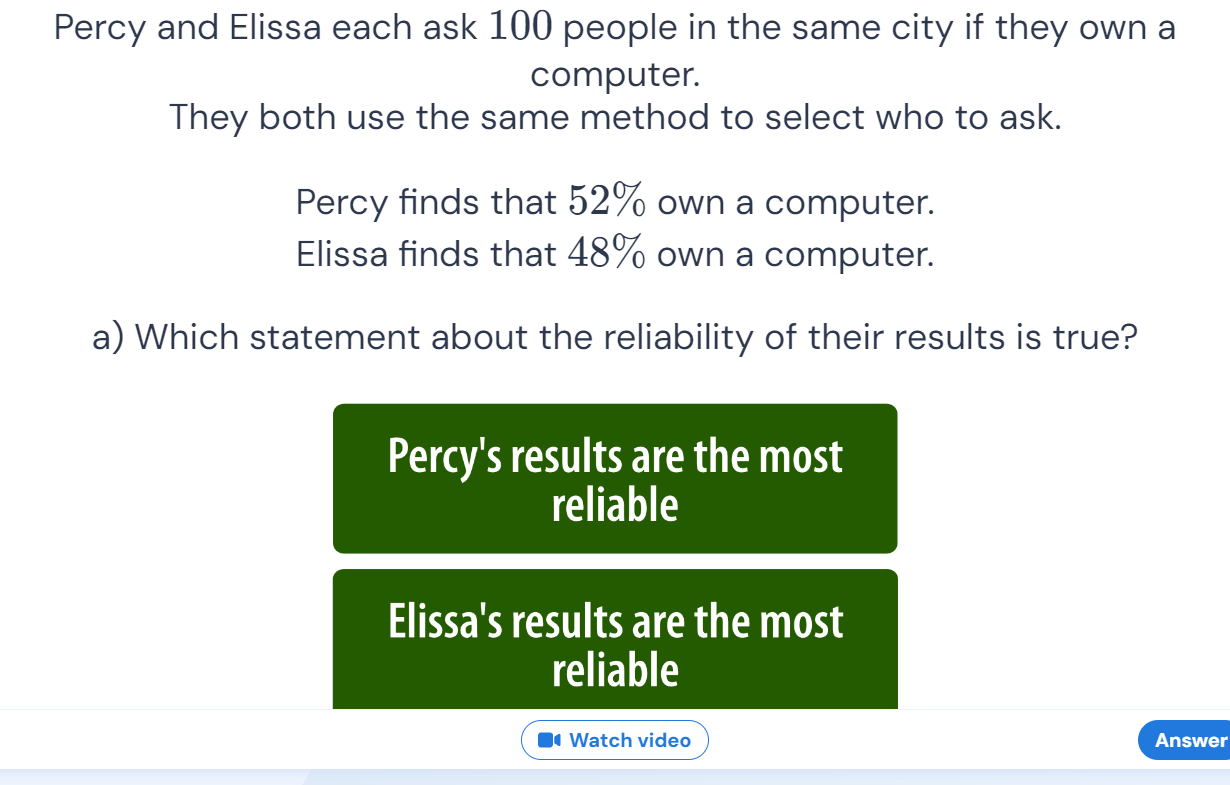 Percy and Elissa each ask 100 people in the same city if they own a
computer.
They both use the same method to select who to ask.
Percy finds that 52% own a computer.
Elissa finds that 48% own a computer.
a) Which statement about the reliability of their results is true?
Percy's results are the most
reliable
Elissa's results are the most
reliable
Watch video
Answer